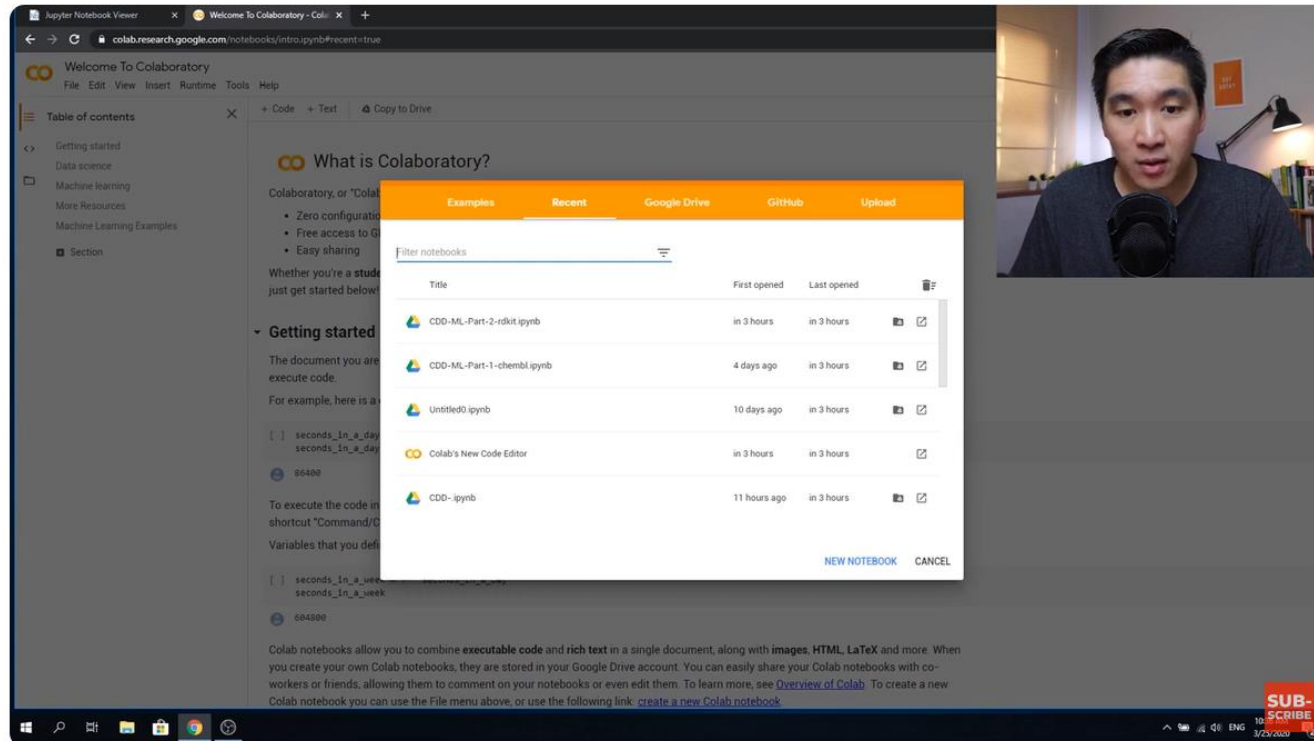 Jupyter Notebook Viewer
Welcome To Colaboratory - Cola
colab.research.google.com/notebooks/intro.ipynb#recent=true
Welcome To Colaboratory
File Edit View Insert Runtime Tools Help
Table of contents
+ Code + Text Copy to Drive
Getting started
Data science
Machine learning
More Resources
Machine Learning Examples
Section
What is Colaboratory?
Colaboratory, or "Colab
Zero configuratio
Free access to G
Easy sharing
Whether you're a stude
just get started below!
Getting started
The document you are
execute code.
For example, here is a
[ ] seconds_in_a_day
seconds_in_a_day
86400
To execute the code in
shortcut "Command/C
Variables that you defi
[ ] seconds_in_a_wee
seconds_in_a_week
604800
Colab notebooks allow you to combine executable code and rich text in a single document, along with images, HTML, LaTeX and more. When
you create your own Colab notebooks, they are stored in your Google Drive account. You can easily share your Colab notebooks with co-
workers or friends, allowing them to comment on your notebooks or even edit them. To learn more, see Overview of Colab. To create a new
Colab notebook you can use the File menu above, or use the following link: create a new Colab notebook.
Examples Recent Google Drive GitHub Upload
Filter notebooks
Title First opened Last opened
CDD-ML-Part-2-rdkit.ipynb in 3 hours in 3 hours
CDD-ML-Part-1-chembl.ipynb 4 days ago in 3 hours
Untitled0.ipynb 10 days ago in 3 hours
Colab's New Code Editor in 3 hours in 3 hours
CDD-.ipynb 11 hours ago in 3 hours
NEW NOTEBOOK CANCEL
SUB-
SCRIBE
ENG
3/25/2020